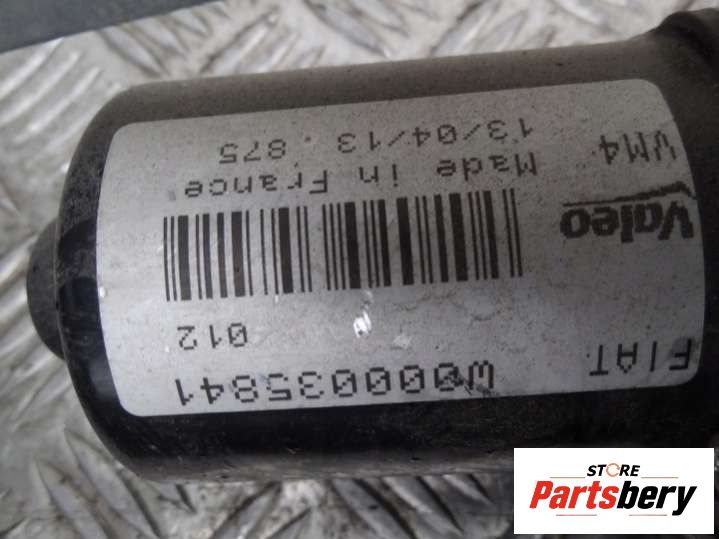 FIAT
W000035841
012
Valeo
Made in France
VM4
13/04/13 .875
STORE
Partsbery